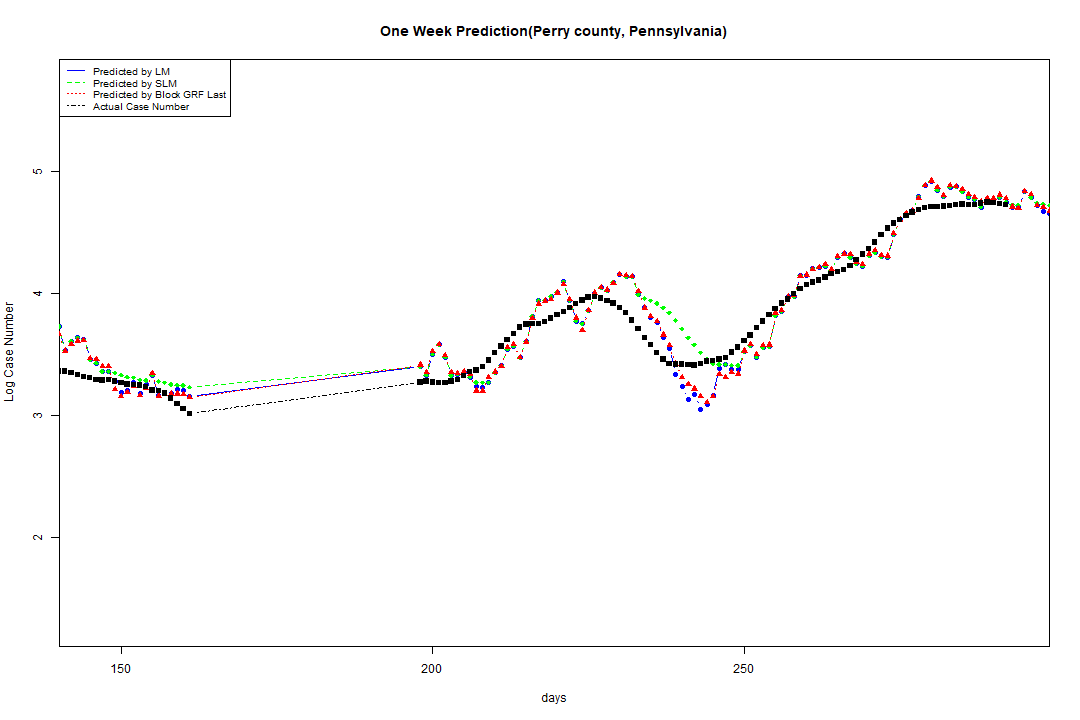 One Week Prediction(Perry county, Pennsylvania)
Predicted by LM
Predicted by SLM
Predicted by Block GRF Last
Actual Case Number
5
4
3
2
Log Case Number
150 200 250
days